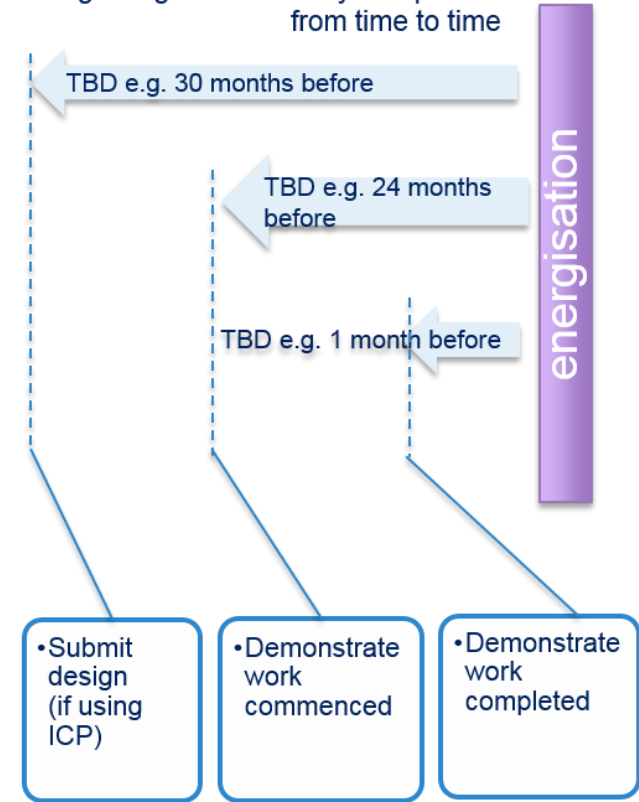 from time to time
TBD e.g. 30 months before
TBD e.g. 24 months
before
TBD e.g. 1 month before
energisation
•Submit
design
(if using
ICP)
•Demonstrate
work
commenced
•Demonstrate
work
completed